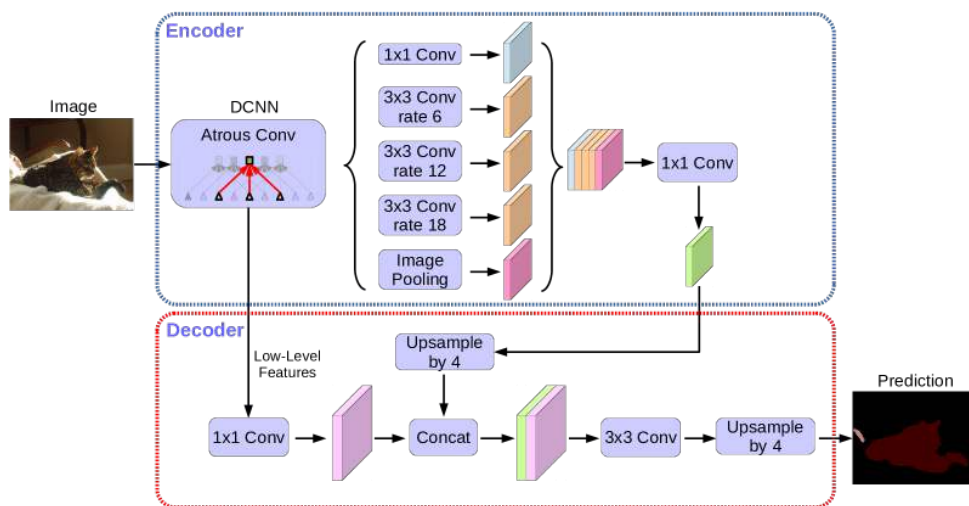 Encoder
Image
DCNN
Atrous Conv
1x1 Conv
3x3 Conv
rate 6
3x3 Conv
rate 12
3x3 Conv
rate 18
Image
Pooling
1x1 Conv
Decoder
Low-Level
Features
Upsample
by 4
1x1 Conv
Concat
3x3 Conv
Upsample
by 4
Prediction